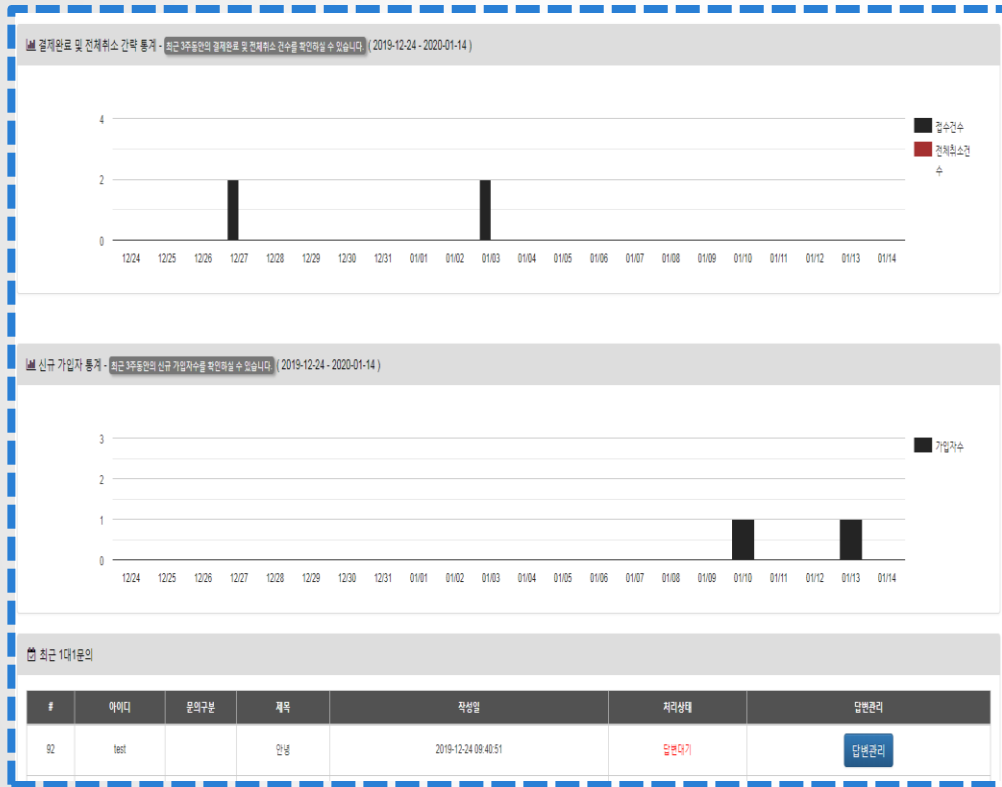 결제완료 및 전체취소 간략 통계 - 최근 3주동안의 결제완료 및 전체취소 건수를 확인하실 수 있습니다. ( 2019-12-24 - 2020-01-14 )
4
접수건수
전체취소건
수
2
0
12/24 12/25 12/26 12/27 12/28 12/29 12/30 12/31 01/01 01/02 01/03 01/04 01/05 01/06 01/07 01/08 01/09 01/10 01/11 01/12 01/13 01/14
신규 가입자 통계 - 최근 3주동안의 신규 가입자수를 확인하실 수 있습니다. ( 2019-12-24 - 2020-01-14 )
3
가입자수
2
1
0
12/24 12/25 12/26 12/27 12/28 12/29 12/30 12/31 01/01 01/02 01/03 01/04 01/05 01/06 01/07 01/08 01/09 01/10 01/11 01/12 01/13 01/14
최근 1대1문의
# 아이디 문의구분 제목 작성일 처리상태 답변관리
92 test 안녕 2019-12-24 09:40:51 답변대기 답변관리